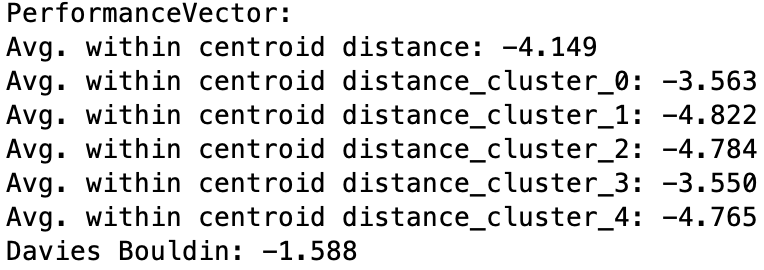 PerformanceVector:
Avg. within centroid distance: -4.149
Avg. within centroid distance_cluster_0: -3.563
Avg. within centroid distance_cluster_1: -4.822
Avg. within centroid distance_cluster_2: -4.784
Avg. within centroid distance_cluster_3: -3.550
Avg. within centroid distance_cluster_4: -4.765
Davies Bouldin: -1.588